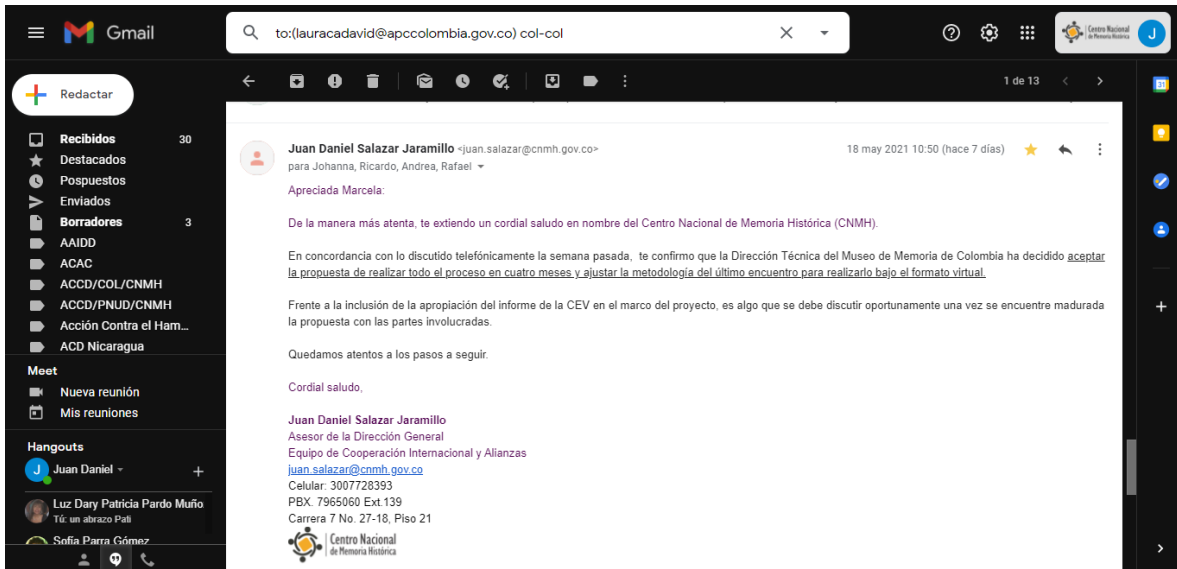 Gmail
to:(lauracadavid@apccolombia.gov.co) col-col
Centro Nacional
de Memoria Histórica
J
Redactar
1 de 13
31
Recibidos 30
Destacados
Pospuestos
Enviados
Borradores 3
AAIDD
ACAC
ACCD/COL/CNMH
ACCD/PNUD/CNMH
Acción Contra el Ham...
ACD Nicaragua
Meet
Nueva reunión
Mis reuniones
Hangouts
J Juan Daniel
Luz Dary Patricia Pardo Muño
Tú: un abrazo Pati
Sofía Parra Gómez
Juan Daniel Salazar Jaramillo <juan.salazar@cnmh.gov.co>
18 may 2021 10:50 (hace 7 días)
para Johanna, Ricardo, Andrea, Rafael
Apreciada Marcela:
De la manera más atenta, te extiendo un cordial saludo en nombre del Centro Nacional de Memoria Histórica (CNMH).
En concordancia con lo discutido telefónicamente la semana pasada, te confirmo que la Dirección Técnica del Museo de Memoria de Colombia ha decidido aceptar
la propuesta de realizar todo el proceso en cuatro meses y ajustar la metodología del último encuentro para realizarlo bajo el formato virtual.
Frente a la inclusión de la apropiación del informe de la CEV en el marco del proyecto, es algo que se debe discutir oportunamente una vez se encuentre madurada
la propuesta con las partes involucradas.
Quedamos atentos a los pasos a seguir.
Cordial saludo,
Juan Daniel Salazar Jaramillo
Asesor de la Dirección General
Equipo de Cooperación Internacional y Alianzas
juan.salazar@cnmh.gov.co
Celular: 3007728393
PBX. 7965060 Ext.139
Carrera 7 No. 27-18, Piso 21
Centro Nacional
de Memoria Histórica